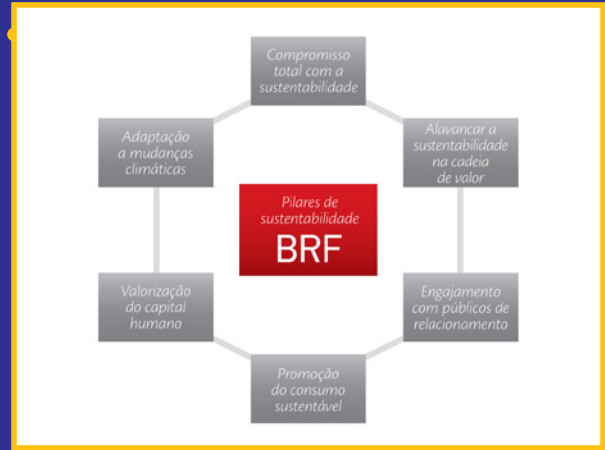 Compromisso
total com a
sustentabilidade
Alavancar a
sustentabilidade
na cadeia
de valor
Adaptação
a mudanças
climáticas
Pilares de
sustentabilidade
BRF
Valorização
do capital
humano
Engajamento
com públicos de
relacionamento
Promoção
do consumo
sustentável